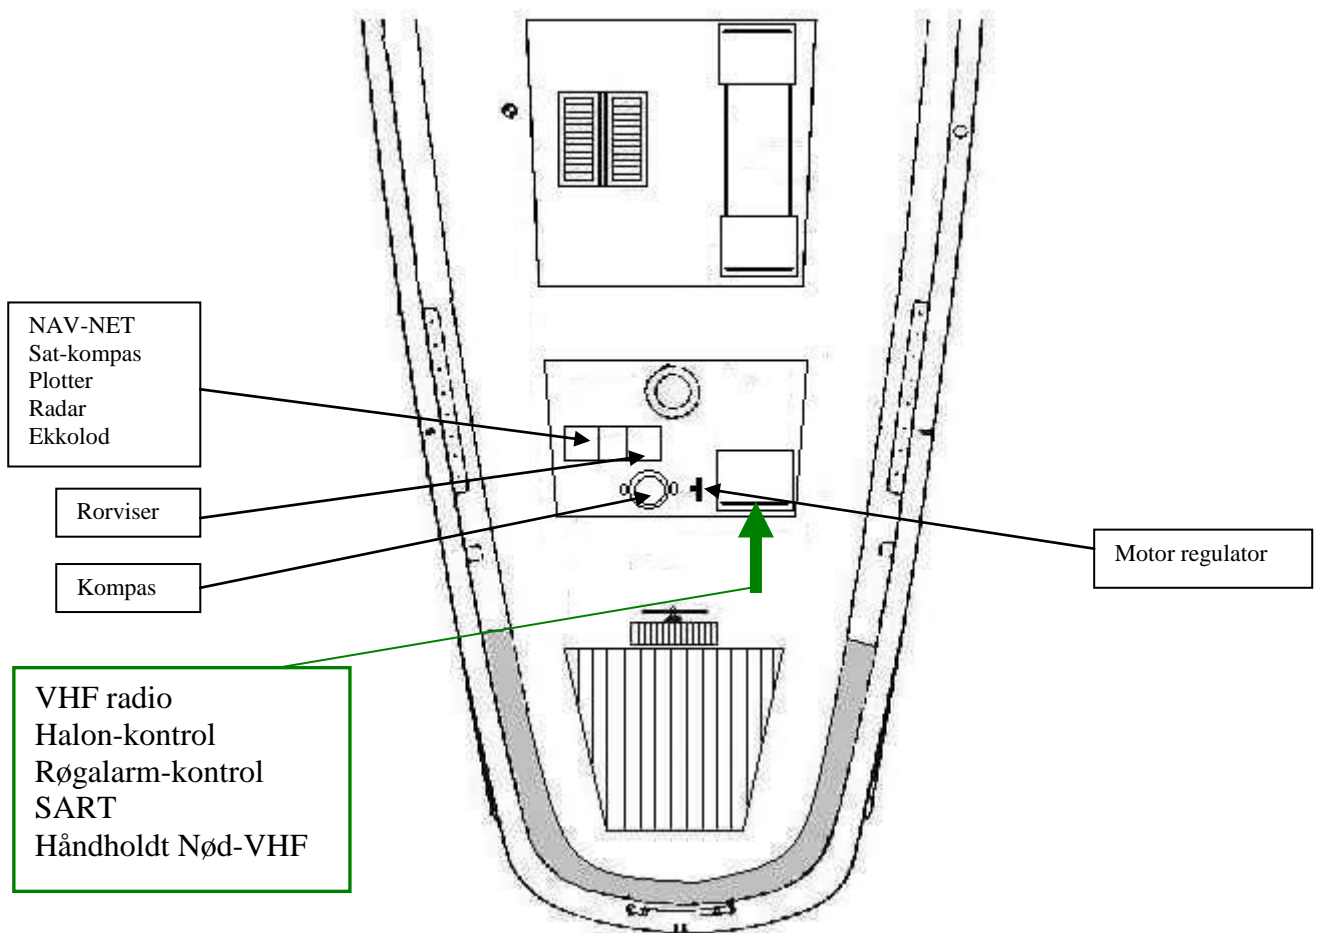 NAV-NET
Sat-kompas
Plotter
Radar
Ekkolod
Rorviser
Kompas
Motor regulator
VHF radio
Halon-kontrol
Røgalarm-kontrol
SART
Håndholdt Nød-VHF